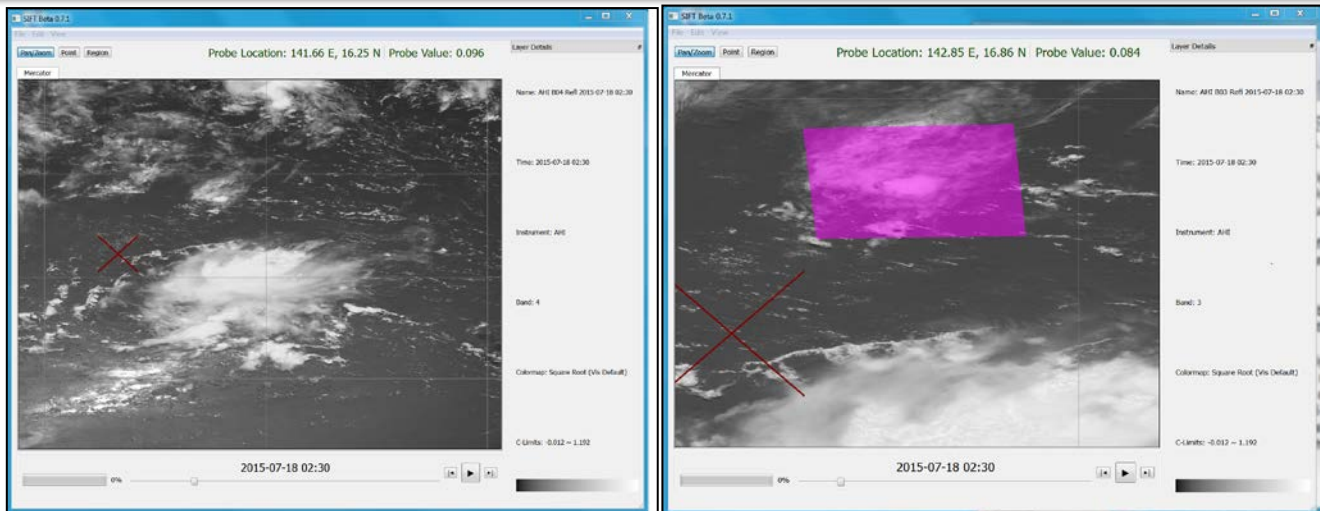 SIFT Beta 0.7.1
File Edit View
Pan/Zoom Point Region
Probe Location: 141.66 E, 16.25 N Probe Value: 0.096
Layer Details
Mercator
Name: AHI B04 Refl 2015-07-18 02:30
Time: 2015-07-18 02:30
Instrument: AHI
Band: 4
Colormap: Square Root (Vis Default)
C-Limits: -0.012 ~ 1.192
2015-07-18 02:30
0%
SIFT Beta 0.7.1
File Edit View
Pan/Zoom Point Region
Probe Location: 142.85 E, 16.86 N Probe Value: 0.084
Layer Details
Mercator
Name: AHI B03 Refl 2015-07-18 02:30
Time: 2015-07-18 02:30
Instrument: AHI
Band: 3
Colormap: Square Root (Vis Default)
C-Limits: -0.012 ~ 1.192
2015-07-18 02:30
0%